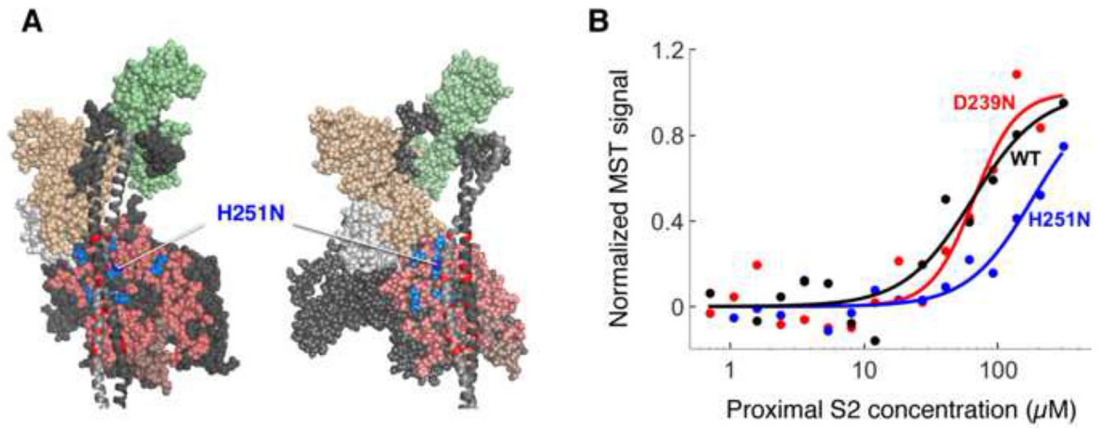 A
H251N
B
Normalized MST signal
1.2
0.8
0.4
0
D239N
WT
H251N
1
10
100
Proximal S2 concentration (µM)